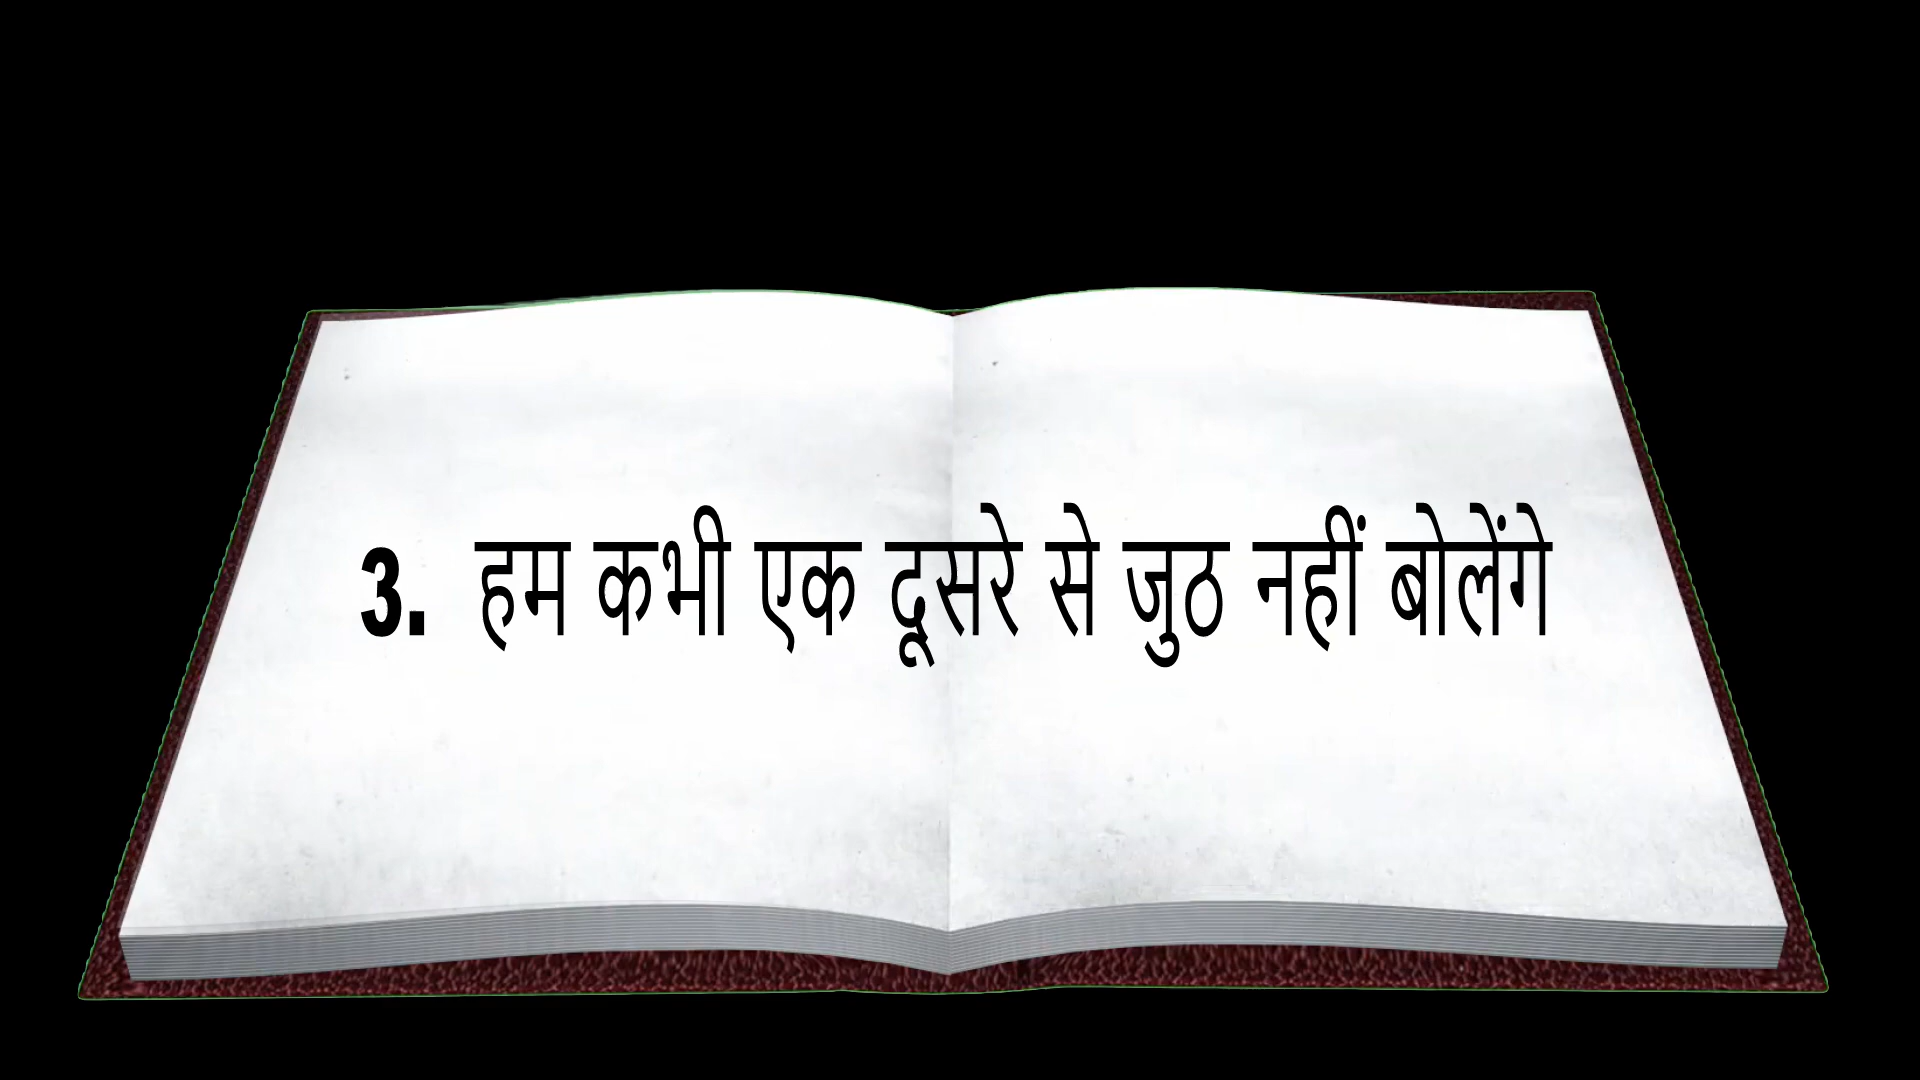 3. हम कभी एक दूसरे से जुठ नहीं बोलेंगे